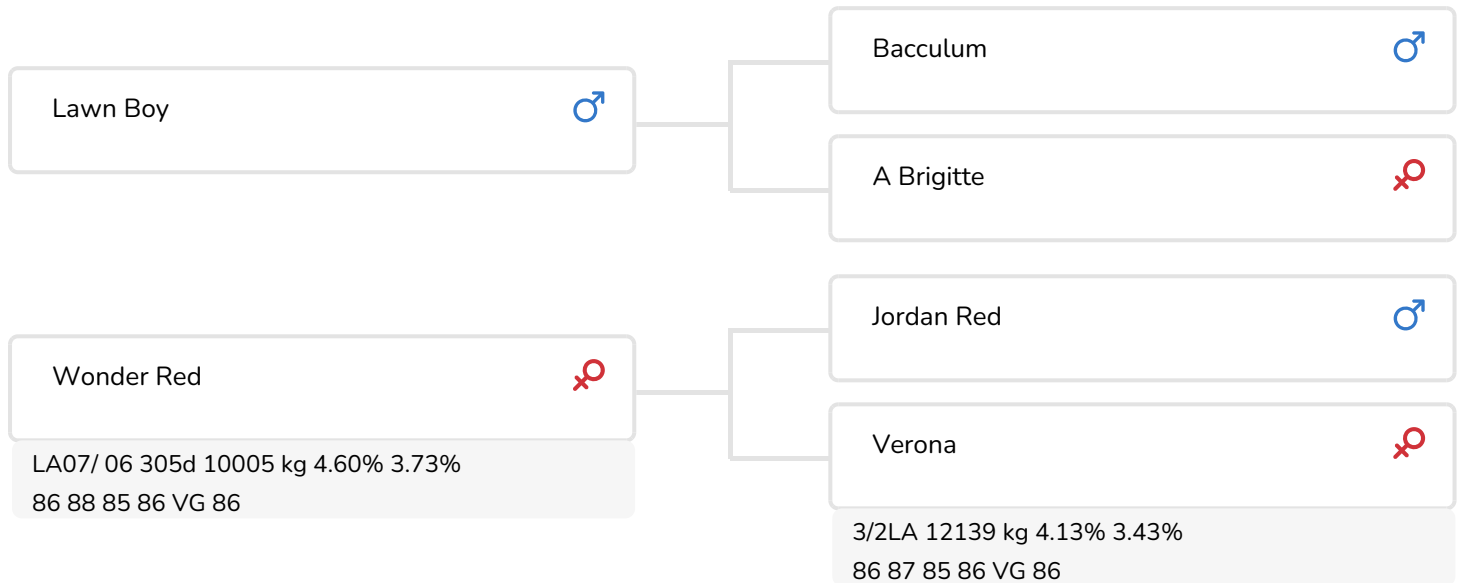 Lawn Boy
Bacculum
A Brigitte
Wonder Red
LA07/ 06 305d 10005 kg 4.60% 3.73%
86 88 85 86 VG 86
Jordan Red
Verona
3/2LA 12139 kg 4.13% 3.43%
86 87 85 86 VG 86